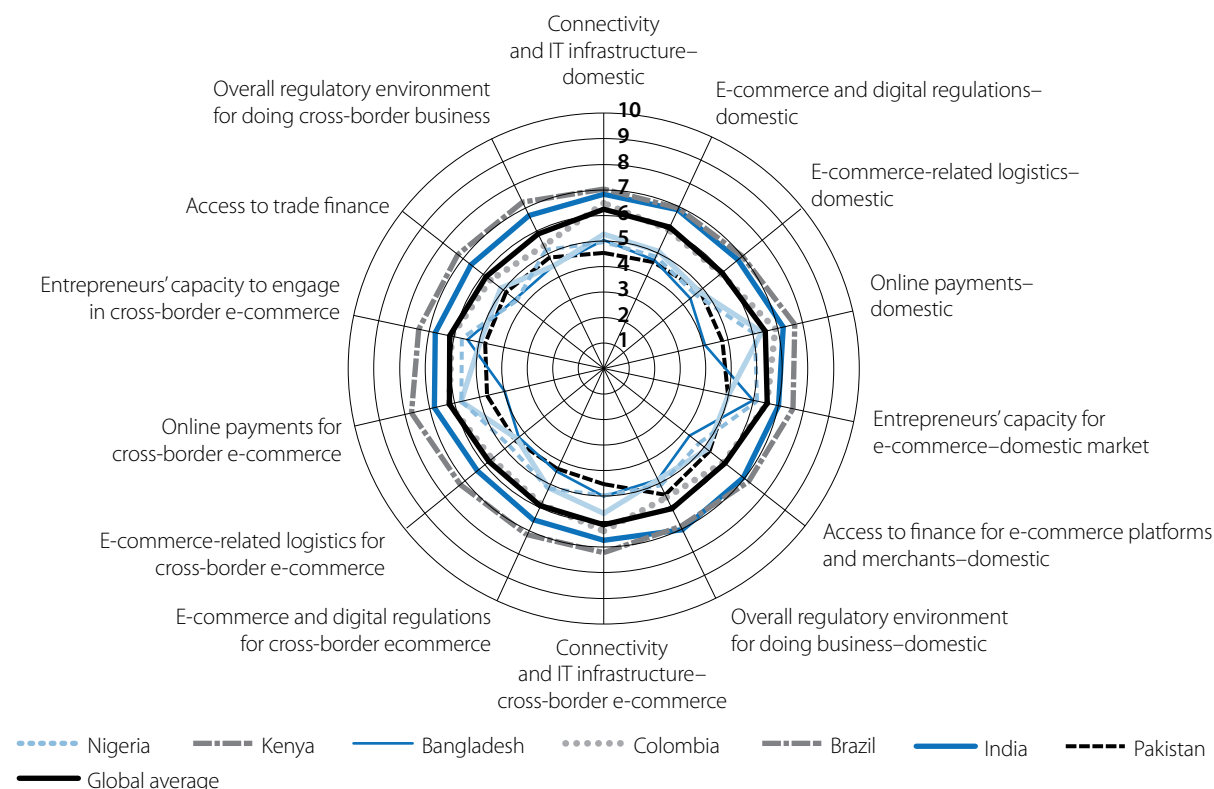 Connectivity
and IT infrastructure–
domestic
E-commerce and digital regulations–
domestic
E-commerce-related logistics–
domestic
Online payments–
domestic
Entrepreneurs’ capacity for
e-commerce–domestic market
Access to finance for e-commerce platforms
and merchants–domestic
Overall regulatory environment
for doing business–domestic
Connectivity
and IT infrastructure–
cross-border e-commerce
E-commerce and digital regulations
for cross-border ecommerce
E-commerce-related logistics for
cross-border e-commerce
Online payments for
cross-border e-commerce
Entrepreneurs’ capacity to engage
in cross-border e-commerce
Access to trade finance
Overall regulatory environment
for doing cross-border business
10
9
8
7
6
5
4
3
2
1
Nigeria Kenya Bangladesh Colombia Brazil India Pakistan
Global average